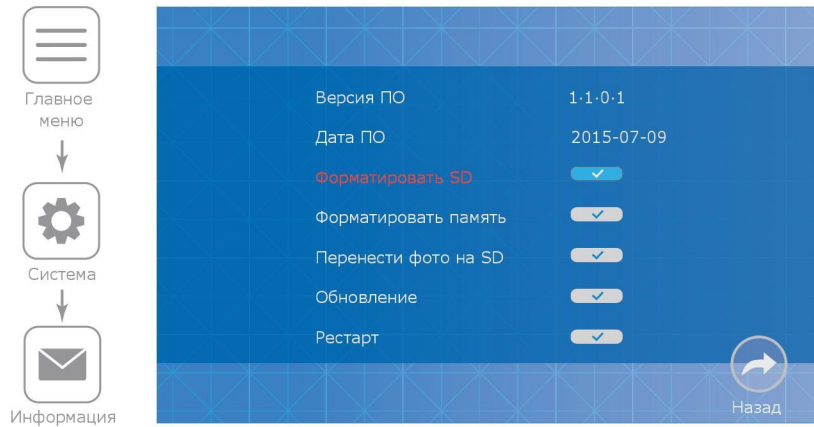 Главное
меню
Система
Информация
Версия ПО 1·1·0·1
Дата ПО 2015-07-09
Форматировать SD
Форматировать память
Перенести фото на SD
Обновление
Рестарт
Назад